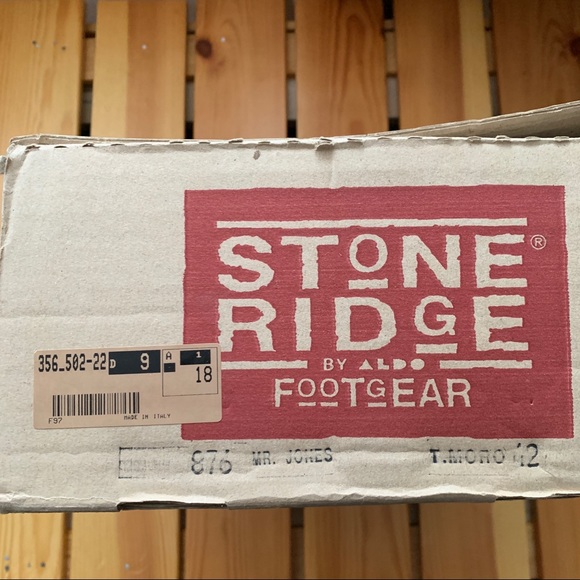 STONE®
RIDGE
BY ALDO
FOOTGEAR
356_502-22 D 9 A 1
18
F97 MADE IN ITALY
876 MR. JONES T.MORO 42